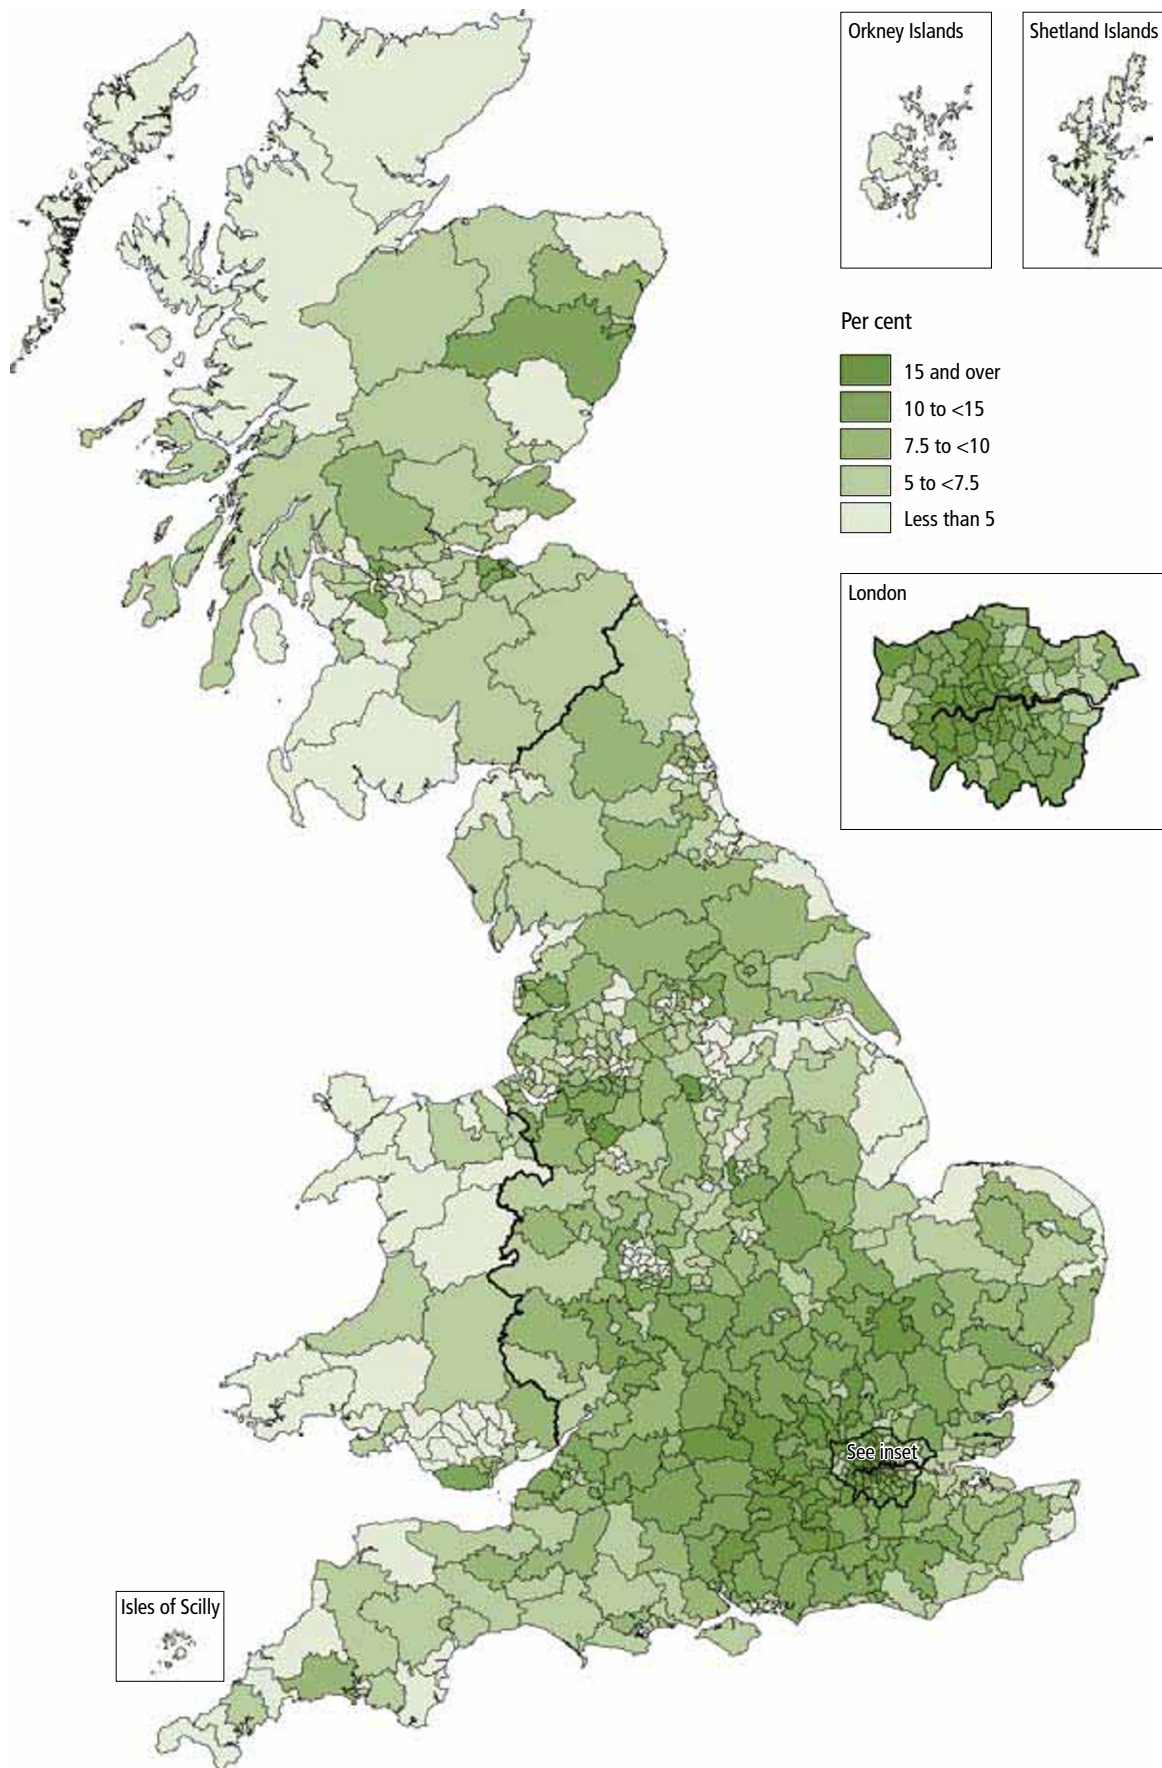 Orkney Islands
Shetland Islands
Per cent
15 and over
10 to <15
7.5 to <10
5 to <7.5
Less than 5
London
See inset
Isles of Scilly